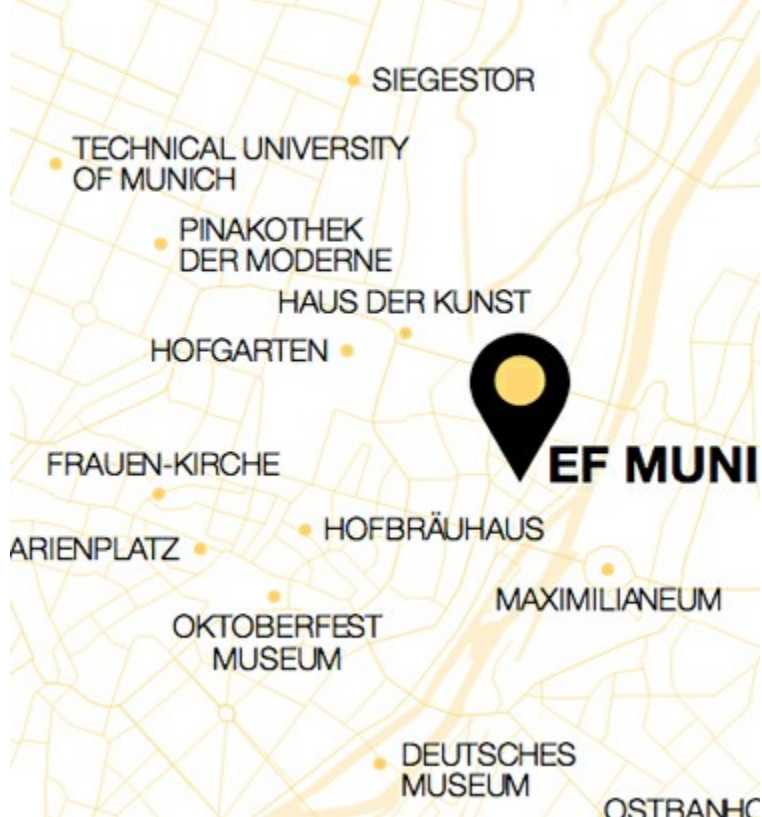 SIEGESTOR
TECHNICAL UNIVERSITY
OF MUNICH
PINAKOTHEK
DER MODERNE
HAUS DER KUNST
HOFGARTEN
EF MUNI
FRAUEN-KIRCHE
HOFBRÄUHAUS
ARIENPLATZ
MAXIMILIANEUM
OKTOBERFEST
MUSEUM
DEUTSCHES
MUSEUM
OSTBANHO